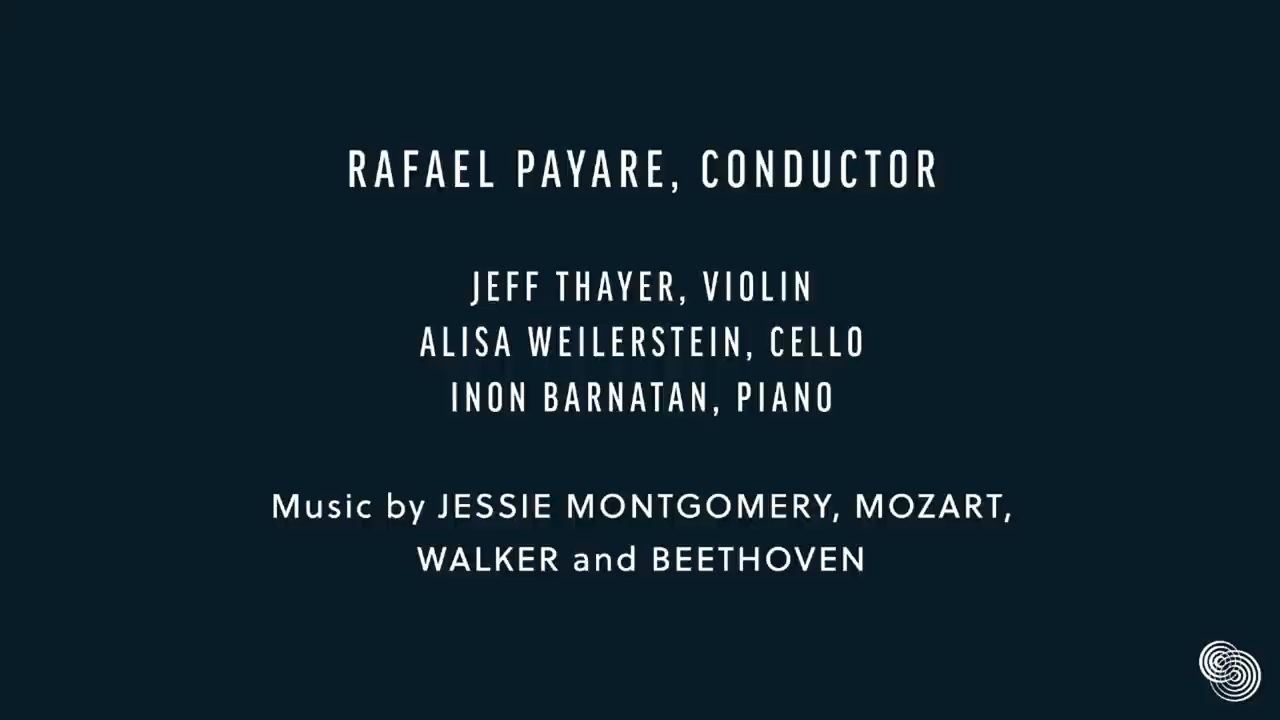 RAFAEL PAYARE, CONDUCTOR
JEFF THAYER, VIOLIN
ALISA WEILERSTEIN, CELLO
INON BARNATAN, PIANO
Music by JESSIE MONTGOMERY, MOZART,
WALKER and BEETHOVEN